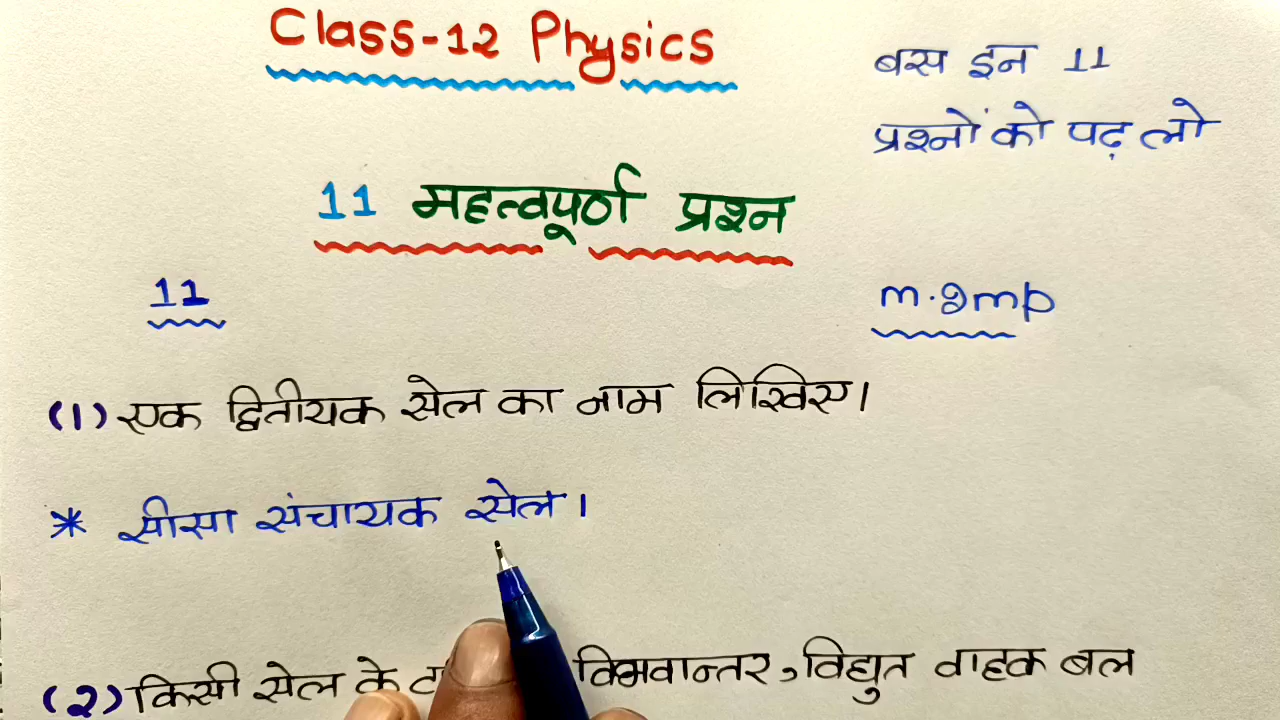 Class-12 Physics
बस इन 11
प्रश्नों को पढ़ लो
11 महत्वपूर्ण प्रश्न
11
m.Imp
(1) एक द्वितीयक सेल का नाम लिखिए।
* सीसा संचायक सेल।
(2) किसी सेल के विभवान्तर, विद्युत वाहक बल